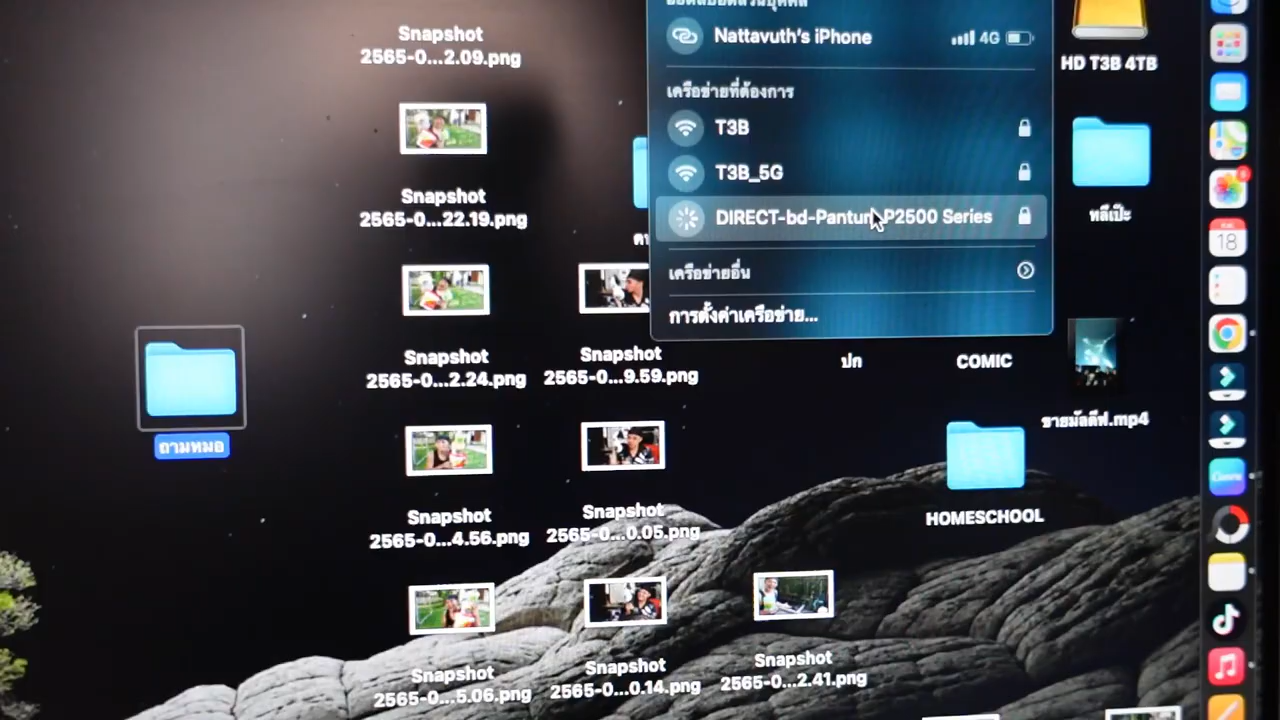 Snapshot
2565-0...2.09.png
Snapshot
2565-0...22.19.png
Snapshot
2565-0...2.24.png
Snapshot
2565-0...4.56.png
Snapshot
2565-0...5.06.png
Snapshot
2565-0...9.59.png
Snapshot
2565-0...0.05.png
Snapshot
2565-0...0.14.png
Snapshot
2565-0...2.41.png
ถามหมอ
Nattavuth's iPhone
4G
เครือข่ายที่ต้องการ
T3B
T3B_5G
DIRECT-bd-Pantum P2500 Series
เครือข่ายอื่น
การตั้งค่าเครือข่าย...
ปก
COMIC
HOMESCHOOL
HD T3B 4TB
หลีเป๊ะ
ขายมัลดีฟ.mp4
18